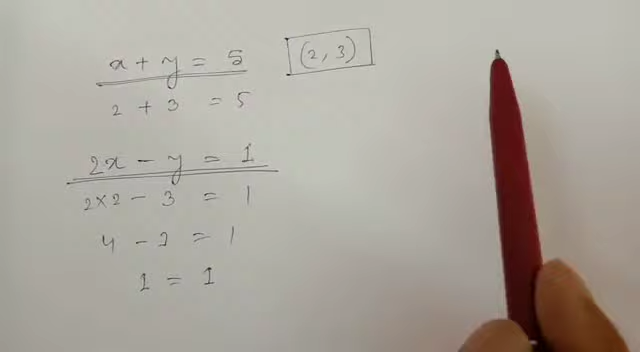 x + y = 5
(2, 3)
2 + 3 = 5
2x - y = 1
2×2 - 3 = 1
4 - 3 = 1
1 = 1